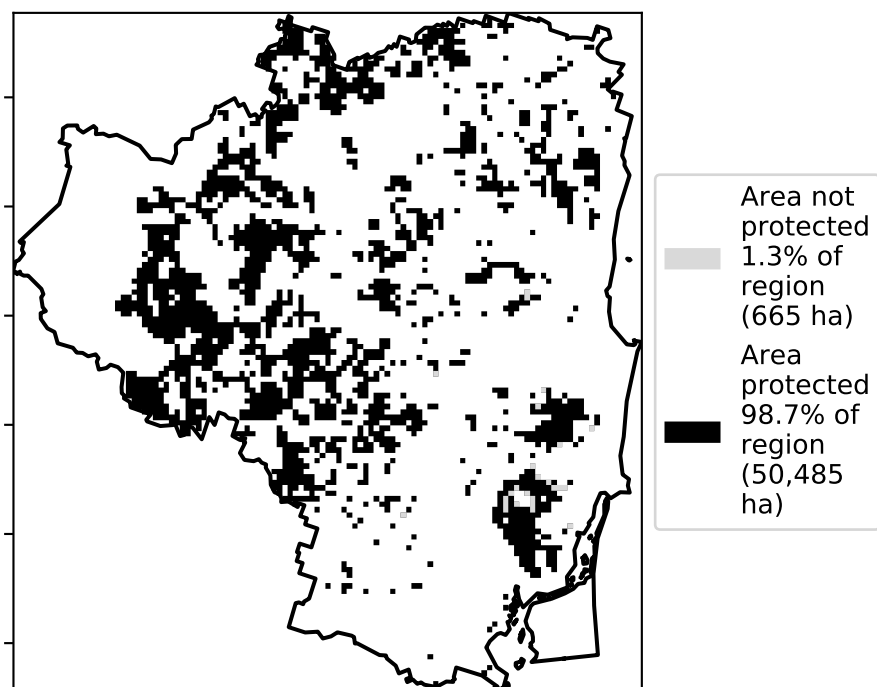 Area not
protected
1.3% of
region
(665 ha)
Area
protected
98.7% of
region
(50,485
ha)